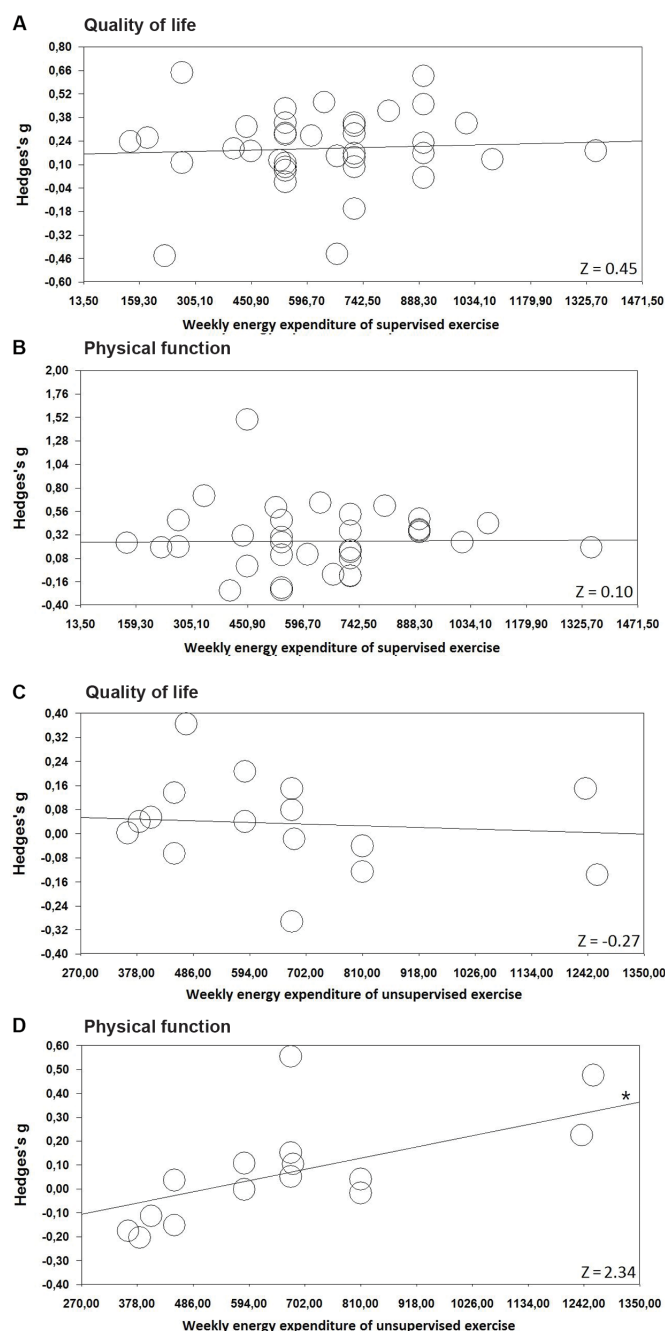 A Quality of life
0,80
0,66
0,52
0,38
0,24
0,10
-0,04
-0,18
-0,32
-0,46
-0,60
Hedges's g
Z = 0.45
13,50 159,30 305,10 450,90 596,70 742,50 888,30 1034,10 1179,90 1325,70 1471,50
Weekly energy expenditure of supervised exercise
B Physical function
2,00
1,76
1,52
1,28
1,04
0,80
0,56
0,32
0,08
-0,16
-0,40
Hedges's g
Z = 0.10
13,50 159,30 305,10 450,90 596,70 742,50 888,30 1034,10 1179,90 1325,70 1471,50
Weekly energy expenditure of supervised exercise
C Quality of life
0,40
0,32
0,24
0,16
0,08
0,00
-0,08
-0,16
-0,24
-0,32
-0,40
Hedges's g
Z = -0.27
270,00 378,00 486,00 594,00 702,00 810,00 918,00 1026,00 1134,00 1242,00 1350,00
Weekly energy expenditure of unsupervised exercise
D Physical function
0,60
0,50
0,40
0,30
0,20
0,10
0,00
-0,10
-0,20
-0,30
-0,40
Hedges's g
*
Z = 2.34
270,00 378,00 486,00 594,00 702,00 810,00 918,00 1026,00 1134,00 1242,00 1350,00
Weekly energy expenditure of unsupervised exercise